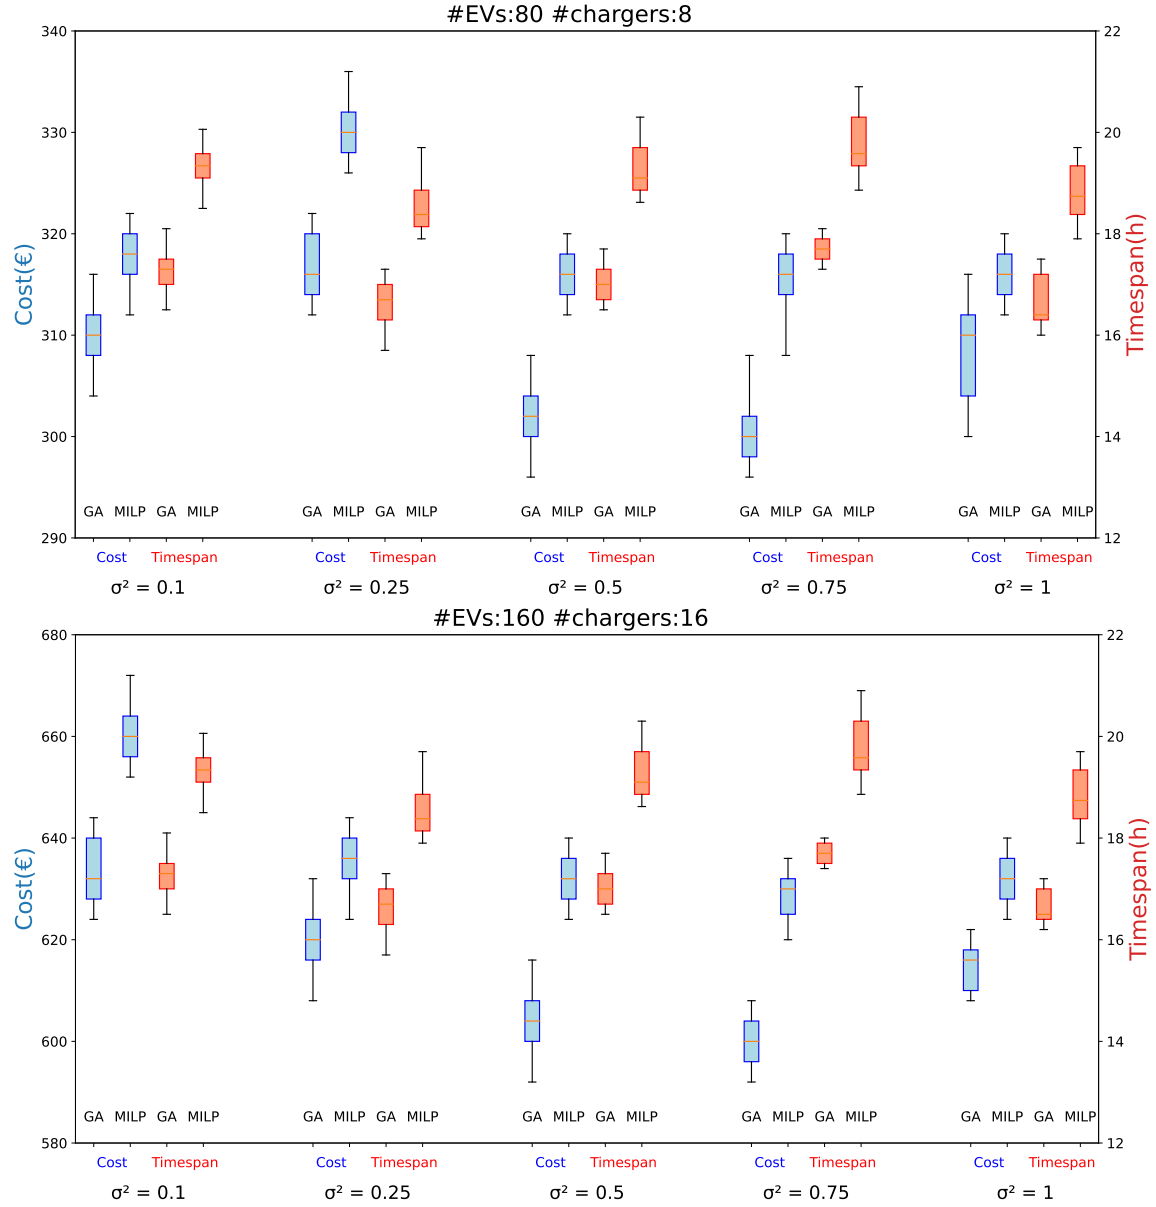 #EVs:80 #chargers:8
340
22
330
20
320
18
310
16
300
14
290
12
Cost(€)
Timespan(h)
GA MILP GA MILP GA MILP GA MILP GA MILP GA MILP GA MILP GA MILP GA MILP GA MILP
Cost Timespan Cost Timespan Cost Timespan Cost Timespan Cost Timespan
σ² = 0.1 σ² = 0.25 σ² = 0.5 σ² = 0.75 σ² = 1
#EVs:160 #chargers:16
680
22
660
20
640
18
620
16
600
14
580
12
Cost(€)
Timespan(h)
GA MILP GA MILP GA MILP GA MILP GA MILP GA MILP GA MILP GA MILP GA MILP GA MILP
Cost Timespan Cost Timespan Cost Timespan Cost Timespan Cost Timespan
σ² = 0.1 σ² = 0.25 σ² = 0.5 σ² = 0.75 σ² = 1